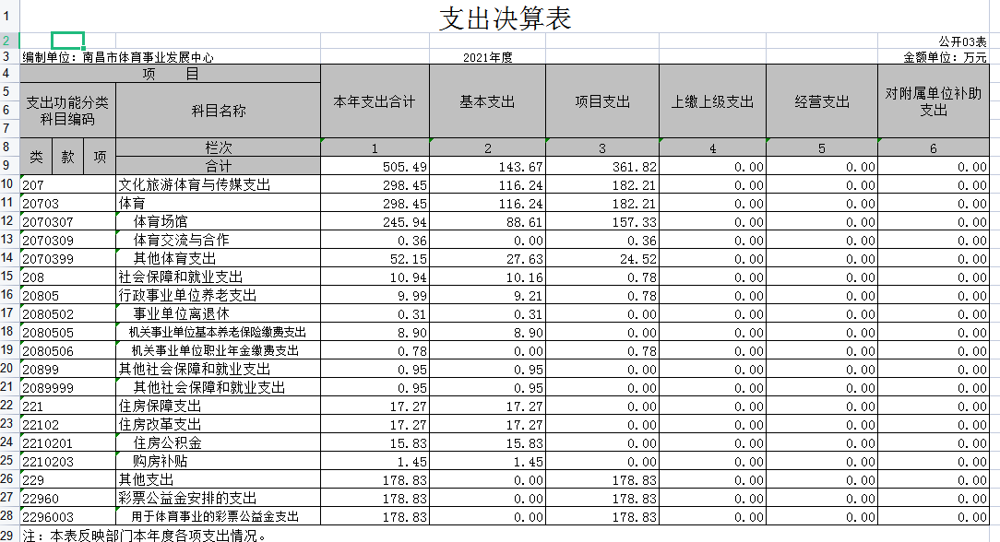 支出决算表
公开03表
编制单位：南昌市体育事业发展中心 2021年度 金额单位：万元
项 目 本年支出合计 基本支出 项目支出 上缴上级支出 经营支出 对附属单位补助支出
支出功能分类科目编码 科目名称
类 款 项 栏次 1 2 3 4 5 6
合计 505.49 143.67 361.82 0.00 0.00 0.00
207 文化旅游体育与传媒支出 298.45 116.24 182.21 0.00 0.00 0.00
20703 体育 298.45 116.24 182.21 0.00 0.00 0.00
2070307 体育场馆 245.94 88.61 157.33 0.00 0.00 0.00
2070309 体育交流与合作 0.36 0.00 0.36 0.00 0.00 0.00
2070399 其他体育支出 52.15 27.63 24.52 0.00 0.00 0.00
208 社会保障和就业支出 10.94 10.16 0.78 0.00 0.00 0.00
20805 行政事业单位养老支出 9.99 9.21 0.78 0.00 0.00 0.00
2080502 事业单位离退休 0.31 0.31 0.00 0.00 0.00 0.00
2080505 机关事业单位基本养老保险缴费支出 8.90 8.90 0.00 0.00 0.00 0.00
2080506 机关事业单位职业年金缴费支出 0.78 0.00 0.78 0.00 0.00 0.00
20899 其他社会保障和就业支出 0.95 0.95 0.00 0.00 0.00 0.00
2089999 其他社会保障和就业支出 0.95 0.95 0.00 0.00 0.00 0.00
221 住房保障支出 17.27 17.27 0.00 0.00 0.00 0.00
22102 住房改革支出 17.27 17.27 0.00 0.00 0.00 0.00
2210201 住房公积金 15.83 15.83 0.00 0.00 0.00 0.00
2210203 购房补贴 1.45 1.45 0.00 0.00 0.00 0.00
229 其他支出 178.83 0.00 178.83 0.00 0.00 0.00
22960 彩票公益金安排的支出 178.83 0.00 178.83 0.00 0.00 0.00
2296003 用于体育事业的彩票公益金支出 178.83 0.00 178.83 0.00 0.00 0.00
注：本表反映部门本年度各项支出情况。